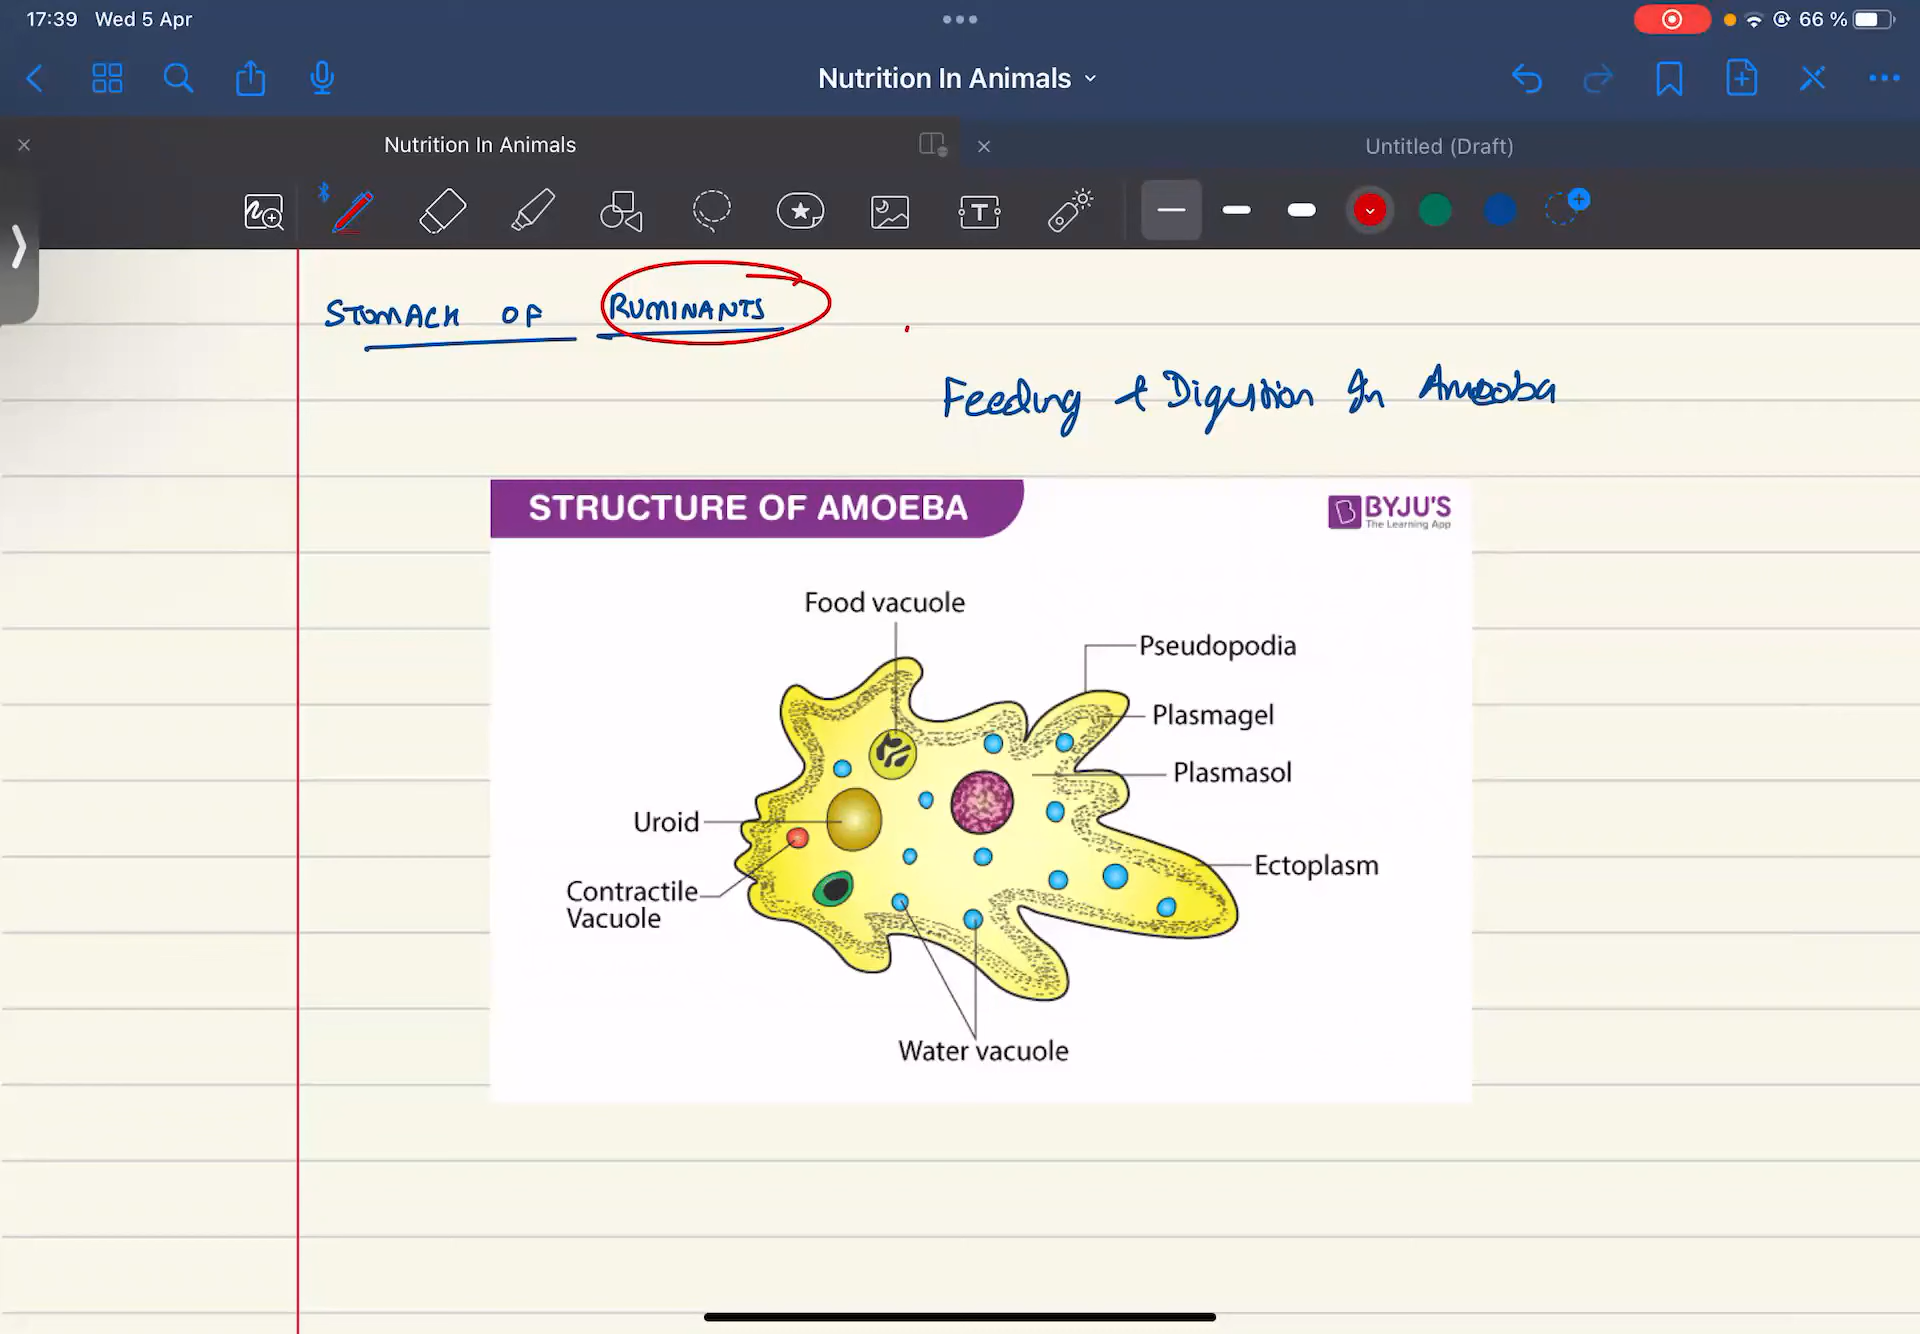 17:39 Wed 5 Apr
66 %
Nutrition In Animals
Nutrition In Animals
Untitled (Draft)
STOMACH OF RUMINANTS
Feeding & Digestion In Amoeba
STRUCTURE OF AMOEBA
BYJU'S
The Learning App
Food vacuole
Pseudopodia
Plasmagel
Plasmasol
Uroid
Ectoplasm
Contractile
Vacuole
Water vacuole